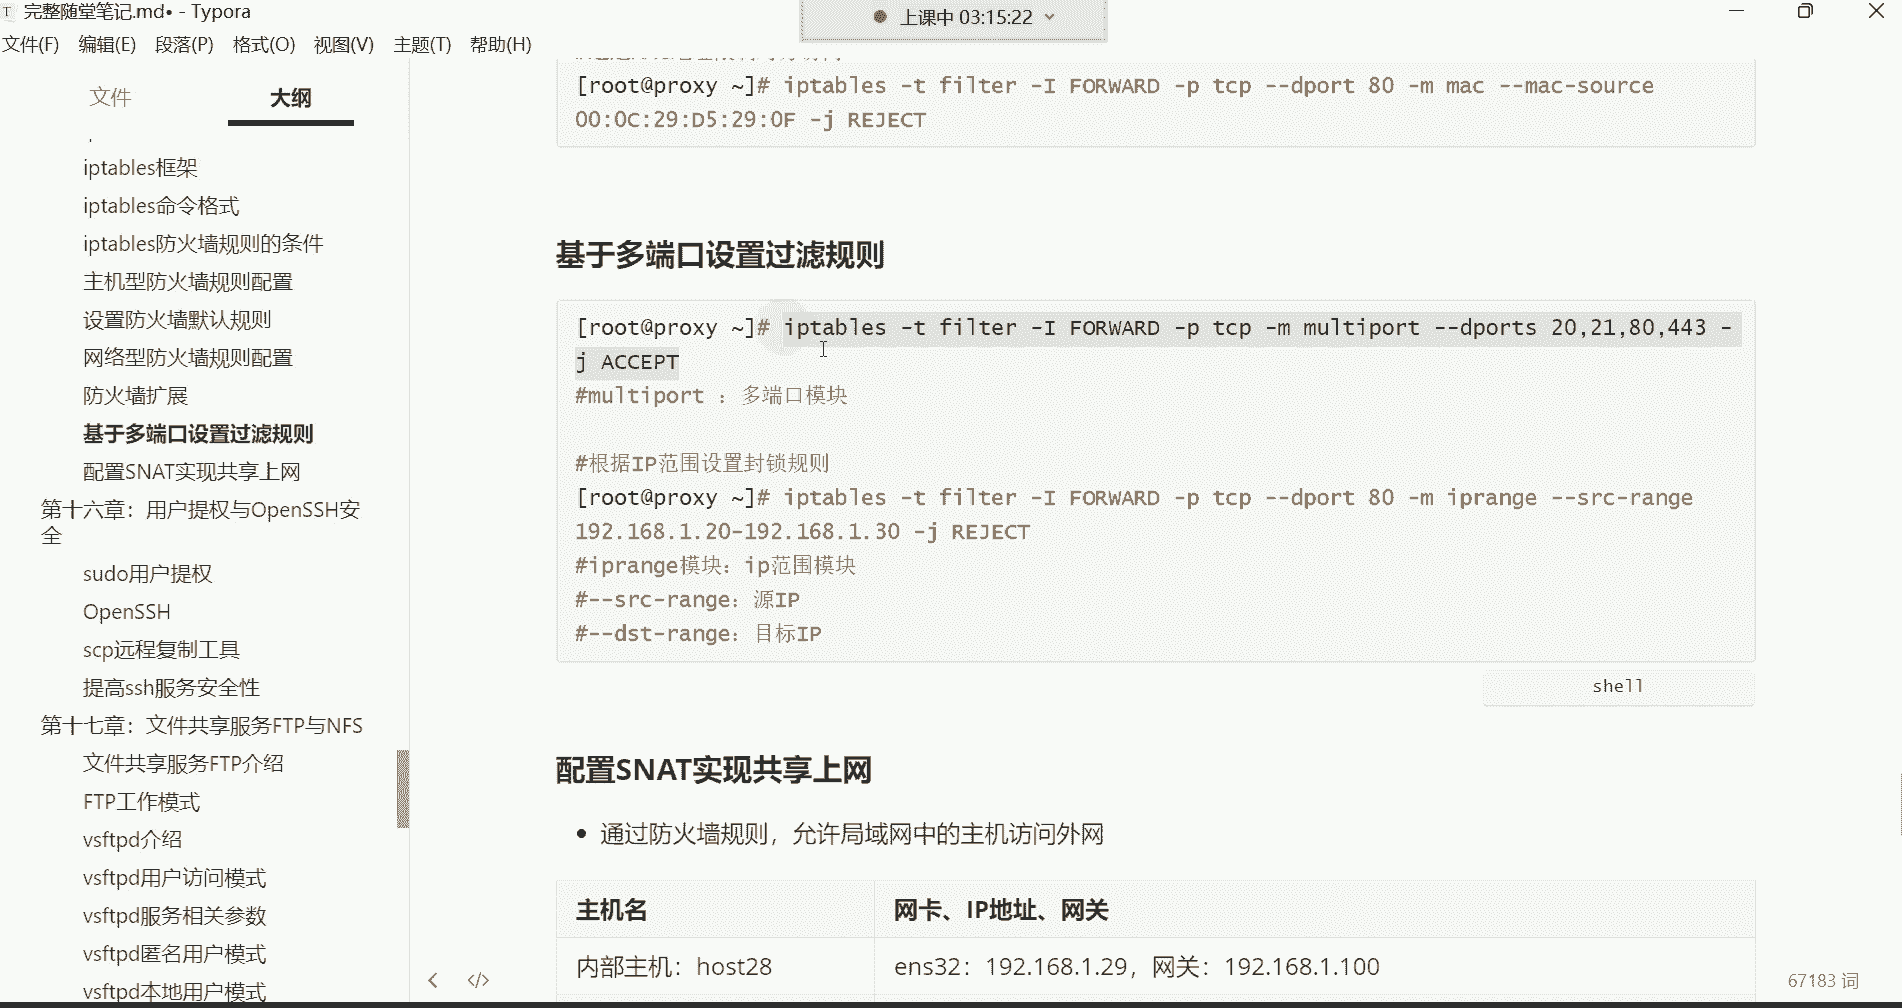 完整随堂笔记.md• - Typora
上课中 03:15:22
文件(F) 编辑(E) 段落(P) 格式(O) 视图(V) 主题(T) 帮助(H)
文件 大纲
iptables框架
iptables命令格式
iptables防火墙规则的条件
主机型防火墙规则配置
设置防火墙默认规则
网络型防火墙规则配置
防火墙扩展
基于多端口设置过滤规则
配置SNAT实现共享上网
第十六章：用户提权与OpenSSH安
全
sudo用户提权
OpenSSH
scp远程复制工具
提高ssh服务安全性
第十七章：文件共享服务FTP与NFS
文件共享服务FTP介绍
FTP工作模式
vsftpd介绍
vsftpd用户访问模式
vsftpd服务相关参数
vsftpd匿名用户模式
vsftpd本地用户模式
[root@proxy ~]# iptables -t filter -I FORWARD -p tcp --dport 80 -m mac --mac-source
00:0C:29:D5:29:0F -j REJECT
基于多端口设置过滤规则
[root@proxy ~]# iptables -t filter -I FORWARD -p tcp -m multiport --dports 20,21,80,443 -
j ACCEPT
#multiport ：多端口模块
#根据IP范围设置封锁规则
[root@proxy ~]# iptables -t filter -I FORWARD -p tcp --dport 80 -m iprange --src-range
192.168.1.20-192.168.1.30 -j REJECT
#iprange模块：ip范围模块
#--src-range：源IP
#--dst-range：目标IP
shell
配置SNAT实现共享上网
• 通过防火墙规则，允许局域网中的主机访问外网
主机名 网卡、IP地址、网关
内部主机：host28 ens32：192.168.1.29，网关：192.168.1.100
67183 词